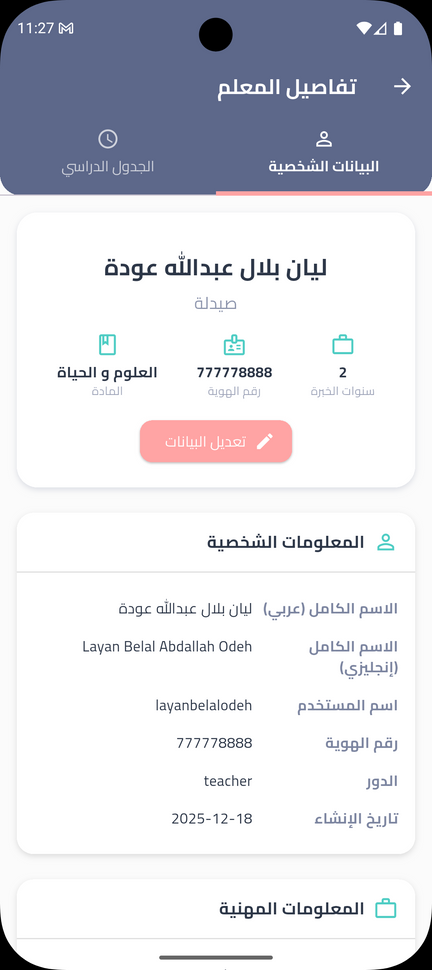 11:27
تفاصيل المعلم
البيانات الشخصية
الجدول الدراسي
ليان بلال عبدالله عودة
صيدلة
2
سنوات الخبرة
777778888
رقم الهوية
العلوم و الحياة
المادة
تعديل البيانات
المعلومات الشخصية
الاسم الكامل (عربي) ليان بلال عبدالله عودة
الاسم الكامل (إنجليزي) Layan Belal Abdallah Odeh
اسم المستخدم layanbelalodeh
رقم الهوية 777778888
الدور teacher
تاريخ الإنشاء 2025-12-18
المعلومات المهنية